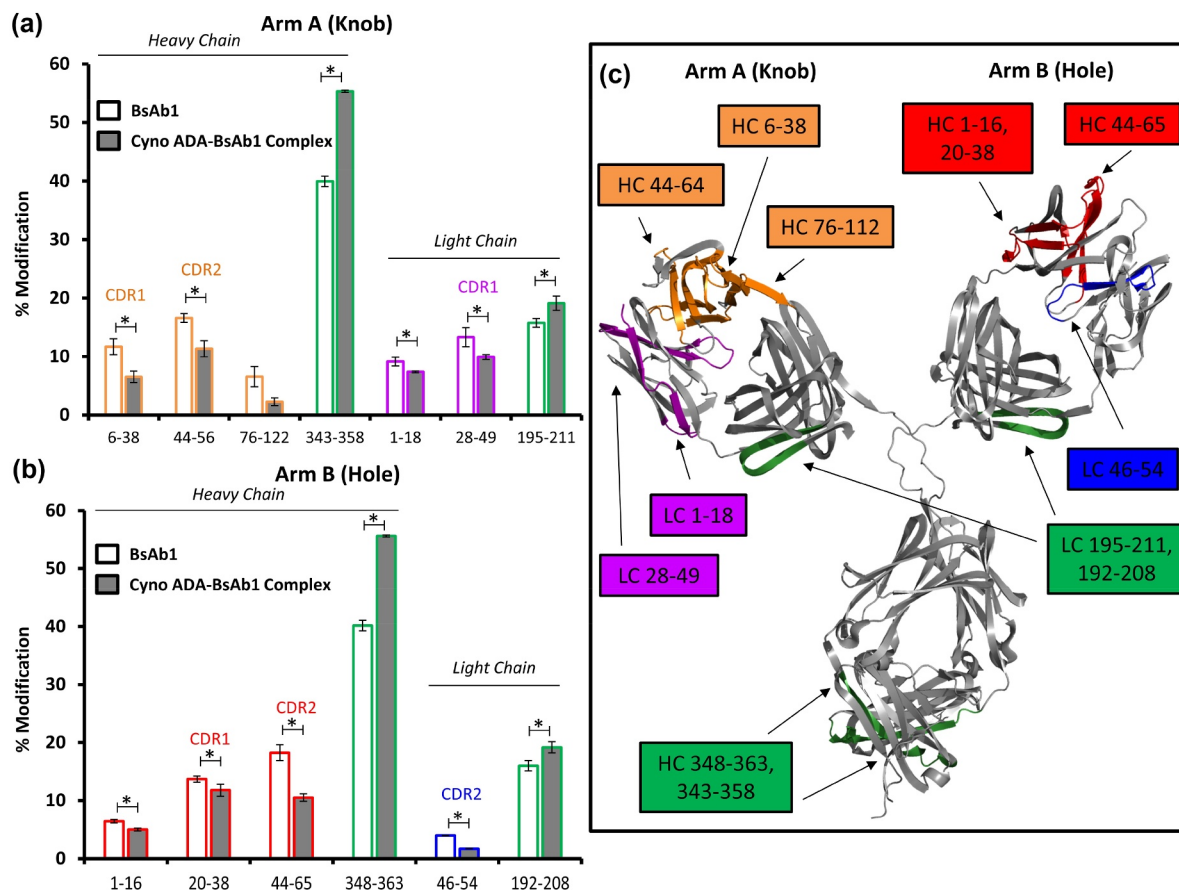 (a)
Arm A (Knob)
Heavy Chain
% Modification
60
50
40
30
20
10
0
BsAb1
Cyno ADA-BsAb1 Complex
CDR1
*
CDR2
*
*
Light Chain
*
CDR1
*
*
6-38 44-56 76-122 343-358 1-18 28-49 195-211
(b)
Arm B (Hole)
Heavy Chain
% Modification
60
50
40
30
20
10
0
BsAb1
Cyno ADA-BsAb1 Complex
*
CDR1
*
CDR2
*
*
Light Chain
CDR2
*
*
1-16 20-38 44-65 348-363 46-54 192-208
(c)
Arm A (Knob)
Arm B (Hole)
HC 6-38
HC 44-64
HC 76-112
HC 1-16,
20-38
HC 44-65
LC 46-54
LC 1-18
LC 28-49
LC 195-211,
192-208
HC 348-363,
343-358